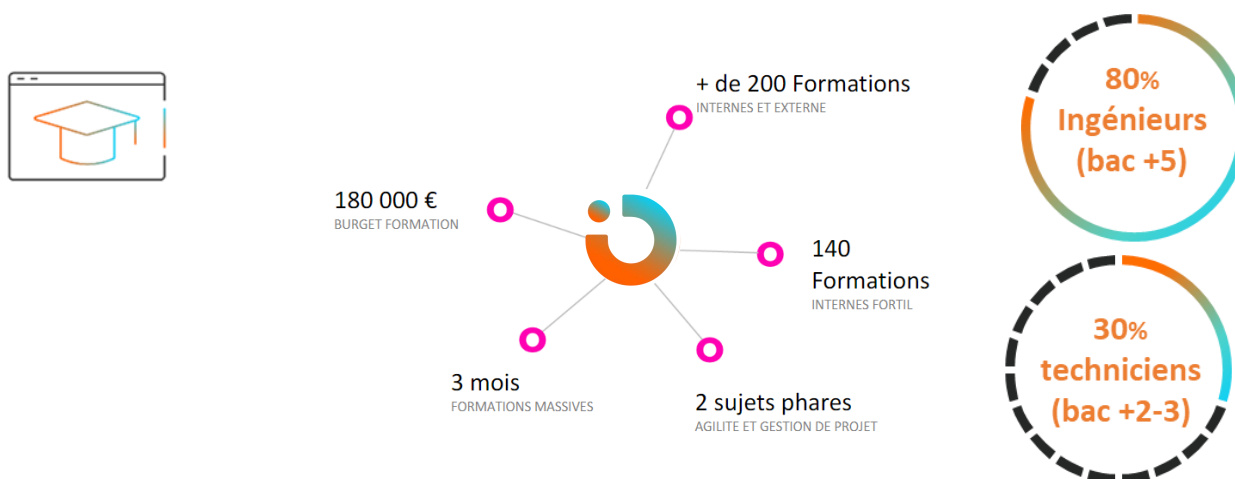 + de 200 Formations
INTERNES ET EXTERNE
180 000 €
BURGET FORMATION
140
Formations
INTERNES FORTIL
3 mois
FORMATIONS MASSIVES
2 sujets phares
AGILITE ET GESTION DE PROJET
80%
Ingénieurs
(bac +5)
30%
techniciens
(bac +2-3)